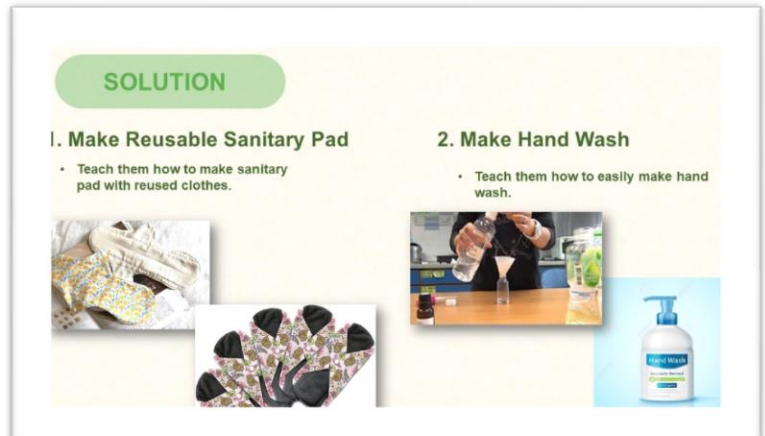 SOLUTION
1. Make Reusable Sanitary Pad
• Teach them how to make sanitary
pad with reused clothes.
2. Make Hand Wash
• Teach them how to easily make hand
wash.
Hand Wash